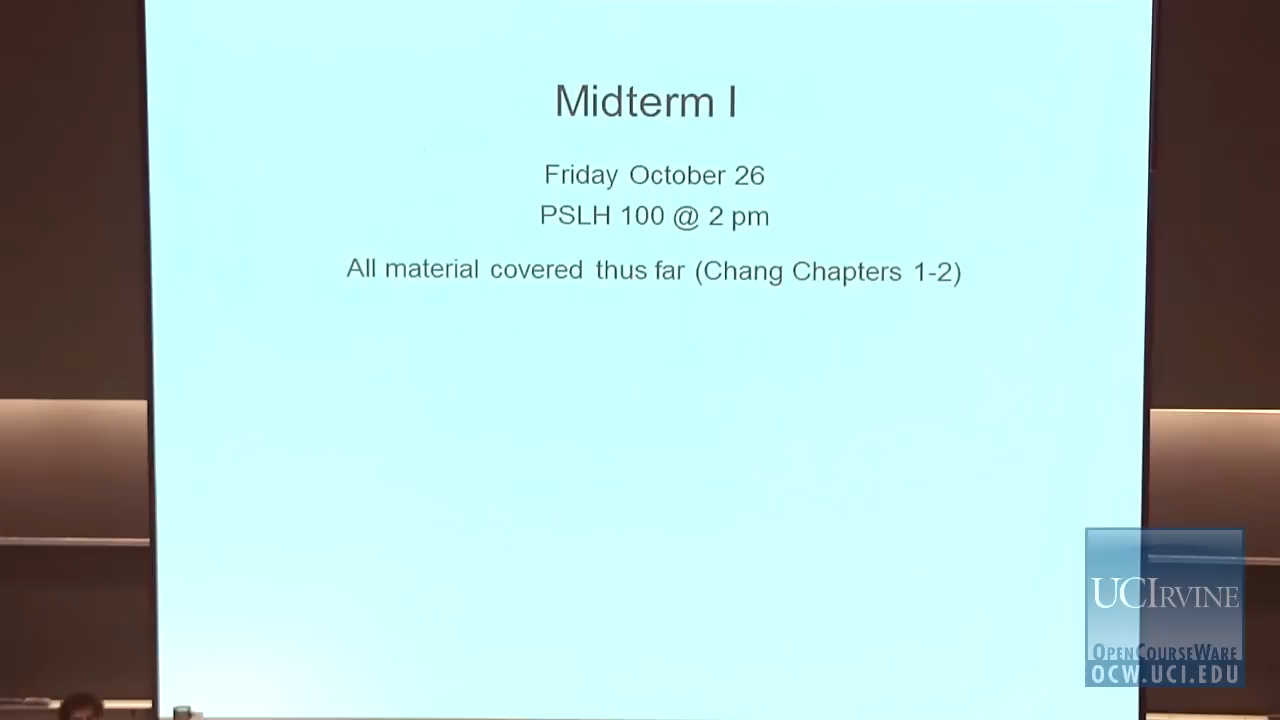 Midterm I
Friday October 26
PSLH 100 @ 2 pm
All material covered thus far (Chang Chapters 1-2)
UCIRVINE
OPENCOURSEWARE
OCW.UCI.EDU